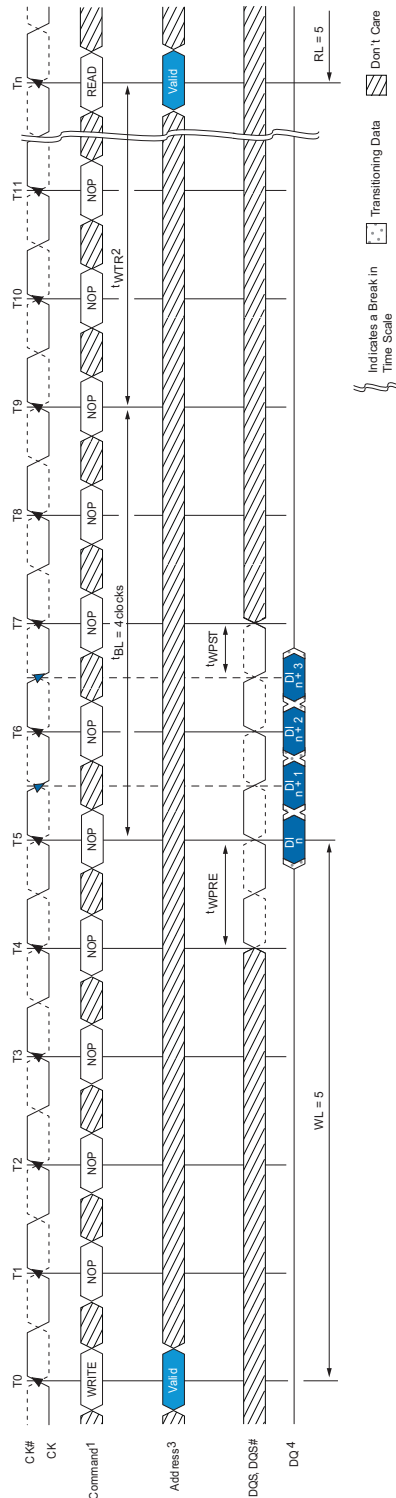 T0 T1 T2 T3 T4 T5 T6 T7 T8 T9 T10 T11 Tn
CK#
CK
Command1 WRITE NOP NOP NOP NOP NOP NOP NOP NOP NOP NOP NOP READ
tBL = 4 clocks tWTR2
Address3 Valid Valid
tWPRE tWPST
DQS, DQS#
DQ4 DI n DI n + 1 DI n + 2 DI n + 3
WL = 5 RL = 5
Indicates a Break in
Time Scale
Transitioning Data
Don't Care